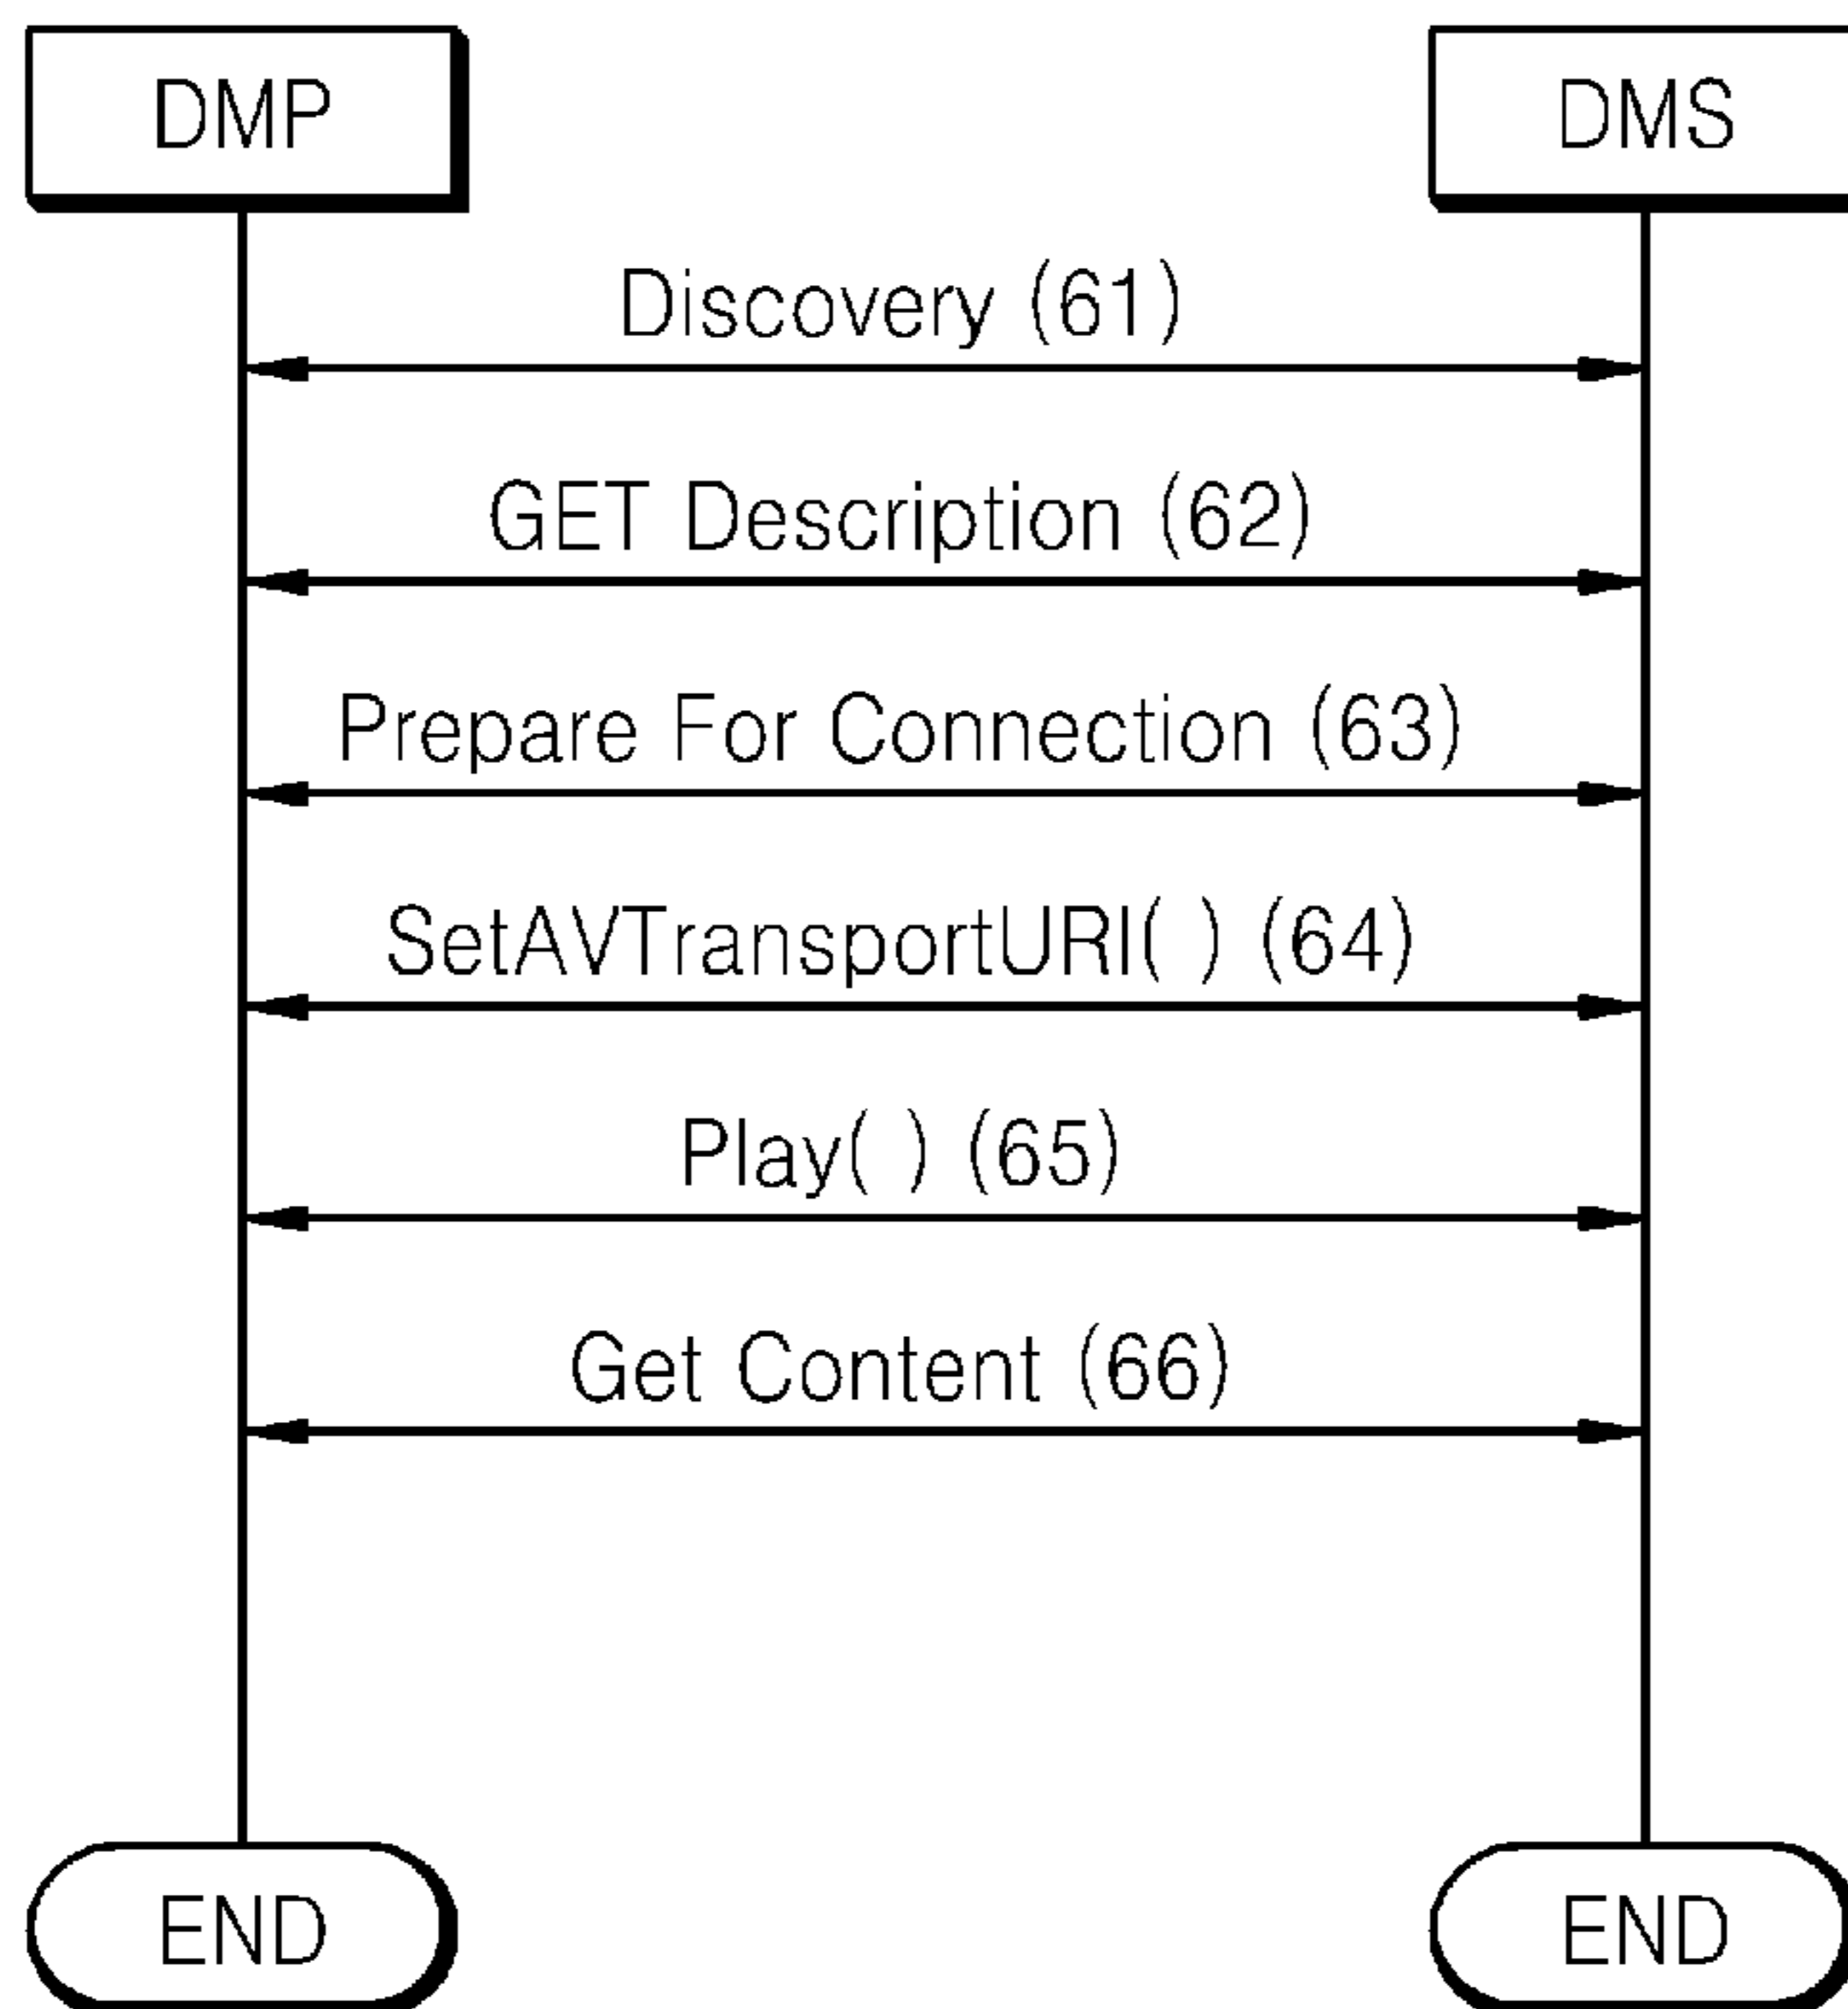 DMP
DMS
Discovery (61)
GET Description (62)
Prepare For Connection (63)
SetAVTransportURI( ) (64)
Play( ) (65)
Get Content (66)
END
END